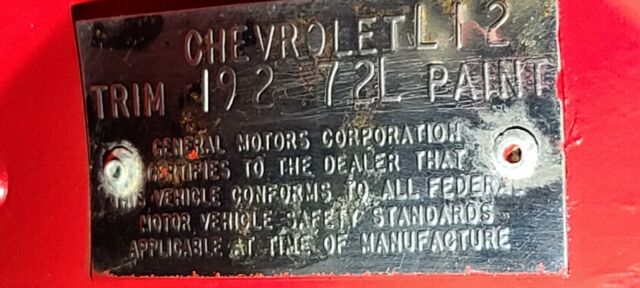 CHEVROLET L12
TRIM 192 72L PAINT
GENERAL MOTORS CORPORATION
CERTIFIES TO THE DEALER THAT
THIS VEHICLE CONFORMS TO ALL FEDERAL
MOTOR VEHICLE SAFETY STANDARDS
APPLICABLE AT TIME OF MANUFACTURE